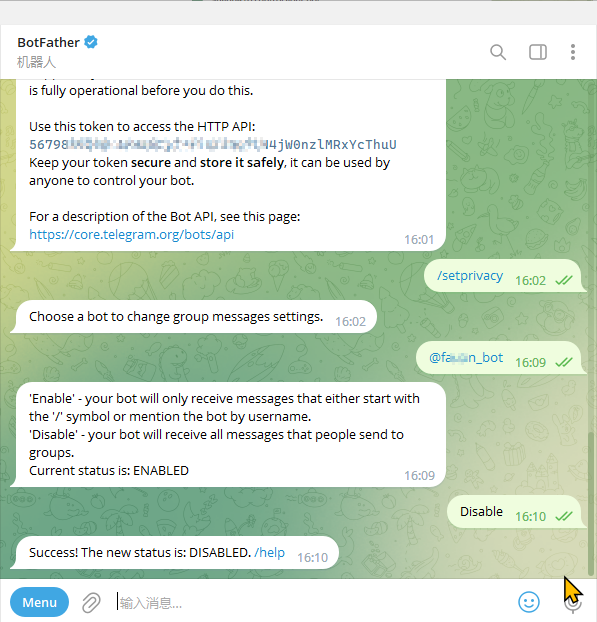 BotFather
机器人
is fully operational before you do this.
Use this token to access the HTTP API:
56798 4jW0nzlMRxYcThuU
Keep your token secure and store it safely, it can be used by
anyone to control your bot.
For a description of the Bot API, see this page:
https://core.telegram.org/bots/api
16:01
/setprivacy 16:02
Choose a bot to change group messages settings. 16:02
@fa n_bot 16:09
'Enable' - your bot will only receive messages that either start with
the '/' symbol or mention the bot by username.
'Disable' - your bot will receive all messages that people send to
groups.
Current status is: ENABLED
16:09
Disable 16:10
Success! The new status is: DISABLED. /help 16:10
Menu 输入消息...